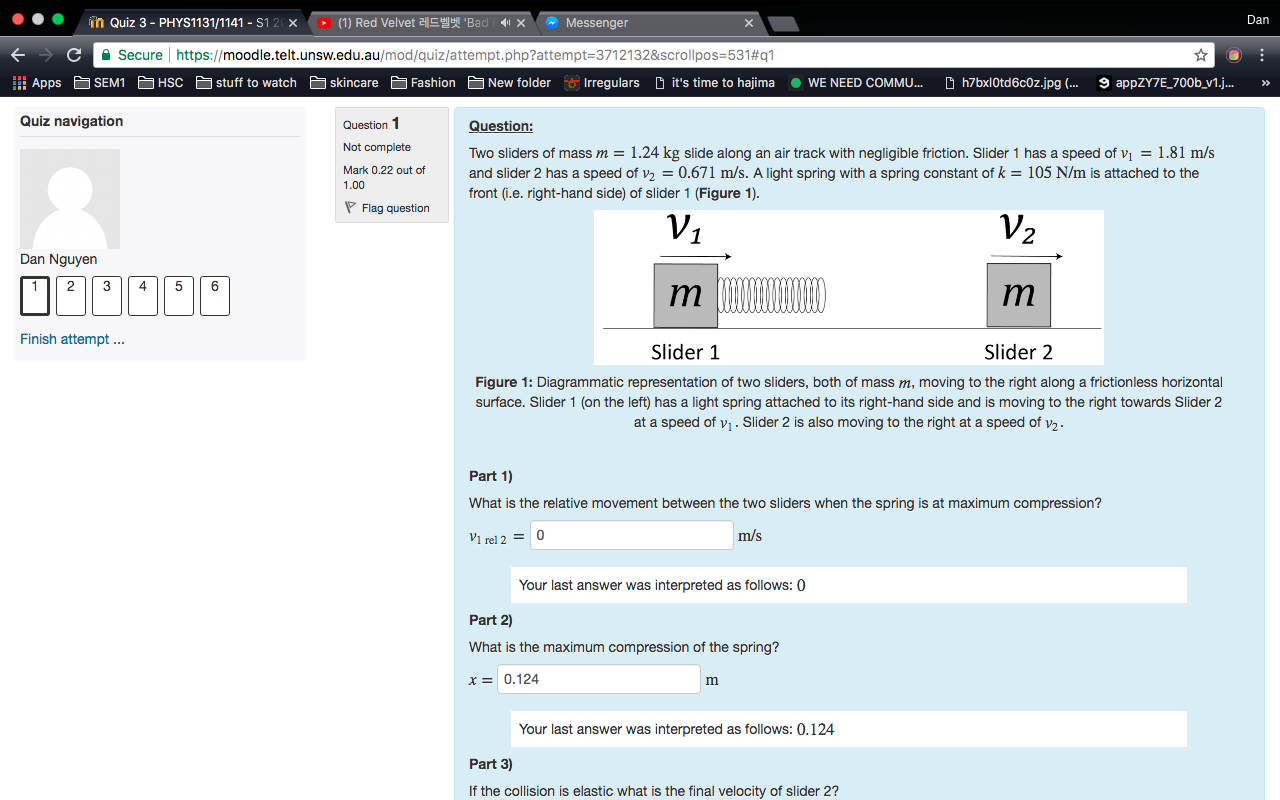 Quiz 3 - PHYS1131/1141 - S1 2
(1) Red Velvet 레드벨벳 'Bad
Messenger
Dan
Secure https://moodle.telt.unsw.edu.au/mod/quiz/attempt.php?attempt=3712132&scrollpos=531#q1
Apps SEM1 HSC stuff to watch skincare Fashion New folder Irregulars it's time to hajima WE NEED COMMU... h7bxl0td6c0z.jpg (... appZY7E_700b_v1.j... »
Quiz navigation
Dan Nguyen
1 2 3 4 5 6
Finish attempt ...
Question 1
Not complete
Mark 0.22 out of
1.00
Flag question
Question:
Two sliders of mass m = 1.24 kg slide along an air track with negligible friction. Slider 1 has a speed of v₁ = 1.81 m/s
and slider 2 has a speed of v₂ = 0.671 m/s. A light spring with a spring constant of k = 105 N/m is attached to the
front (i.e. right-hand side) of slider 1 (Figure 1).
v₁ v₂
m m
Slider 1 Slider 2
Figure 1: Diagrammatic representation of two sliders, both of mass m, moving to the right along a frictionless horizontal
surface. Slider 1 (on the left) has a light spring attached to its right-hand side and is moving to the right towards Slider 2
at a speed of v₁. Slider 2 is also moving to the right at a speed of v₂.
Part 1)
What is the relative movement between the two sliders when the spring is at maximum compression?
v₁ rel 2 = 0 m/s
Your last answer was interpreted as follows: 0
Part 2)
What is the maximum compression of the spring?
x = 0.124 m
Your last answer was interpreted as follows: 0.124
Part 3)
If the collision is elastic what is the final velocity of slider 2?